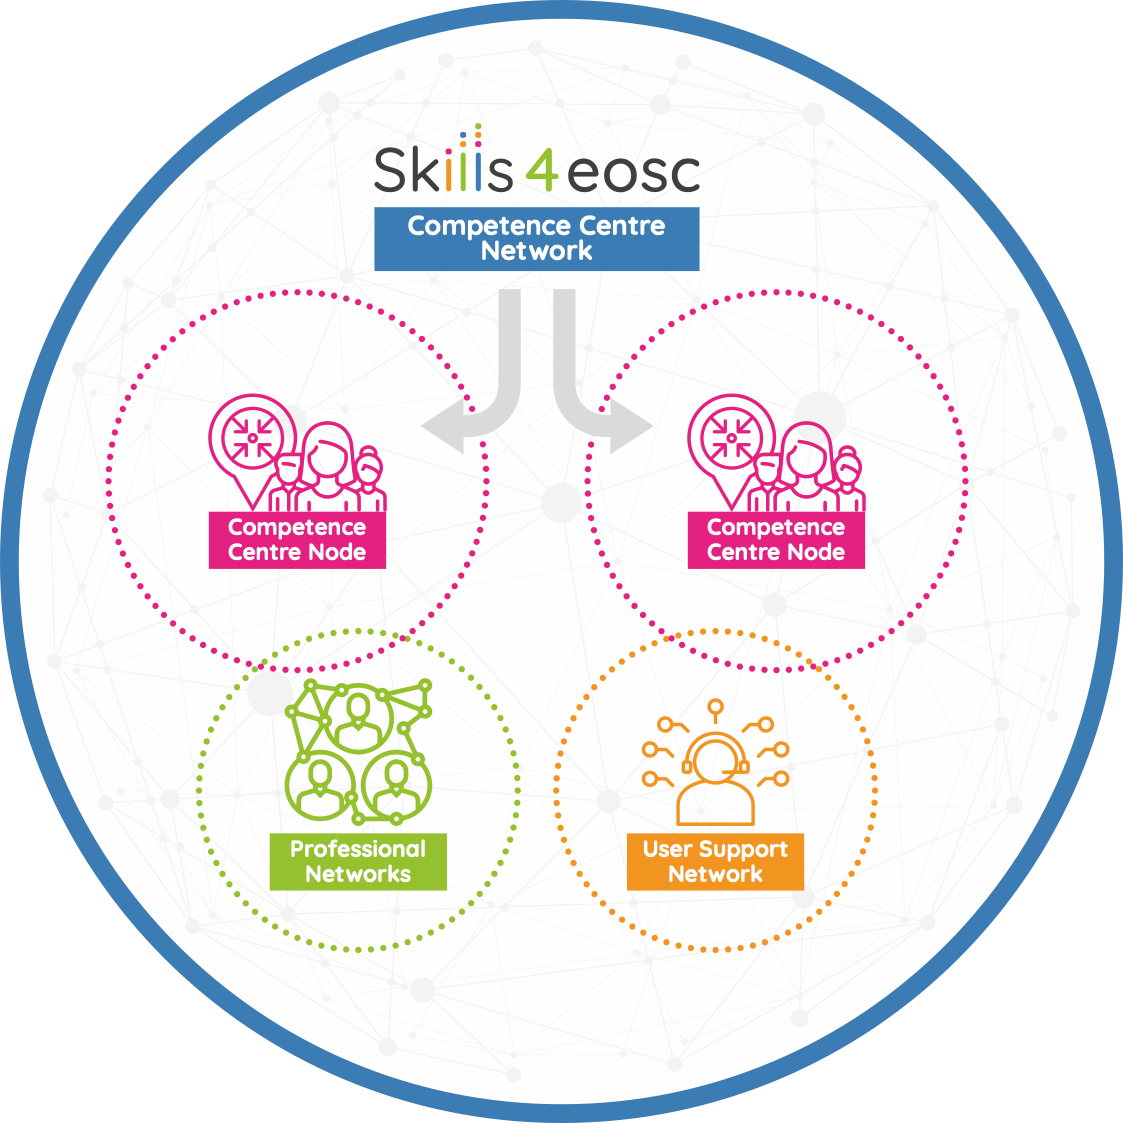 Skills 4 eosc
Competence Centre
Network
Competence
Centre Node
Competence
Centre Node
Professional
Networks
User Support
Network